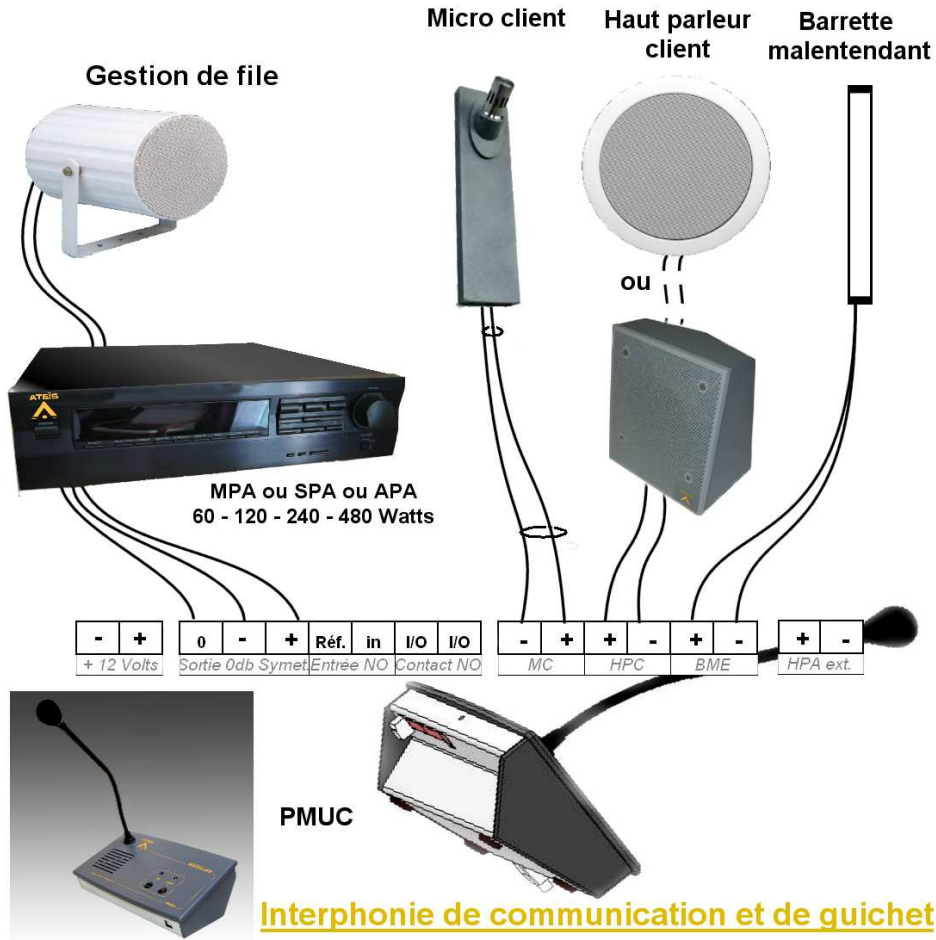 Micro client
Haut parleur
client
Barrette
malentendant
Gestion de file
ou
ATEÏS
MPA ou SPA ou APA
60 - 120 - 240 - 480 Watts
- + 0 - + Réf. in I/O I/O - + + - + - + -
+ 12 Volts Sortie 0db Symet. Entrée NO Contact NO MC HPC BME HPA ext.
PMUC
Interphonie de communication et de guichet